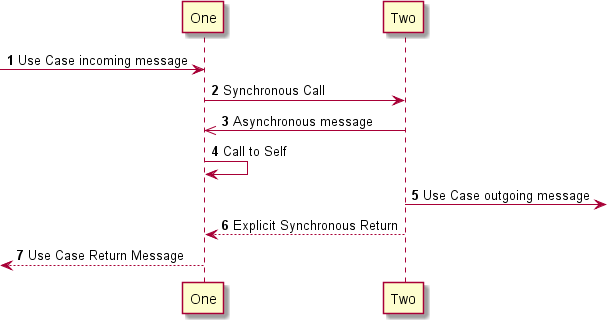 One Two
1 Use Case incoming message
2 Synchronous Call
3 Asynchronous message
4 Call to Self
5 Use Case outgoing message
6 Explicit Synchronous Return
7 Use Case Return Message
One Two